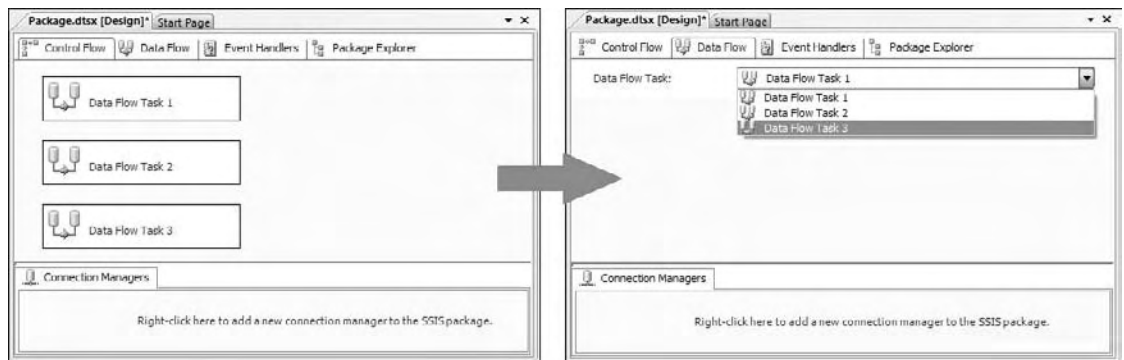 Package.dtsx [Design]* Start Page
Control Flow Data Flow Event Handlers Package Explorer
Data Flow Task 1
Data Flow Task 2
Data Flow Task 3
Connection Managers
Right-click here to add a new connection manager to the SSIS package.
Package.dtsx [Design]* Start Page
Control Flow Data Flow Event Handlers Package Explorer
Data Flow Task: Data Flow Task 1
Data Flow Task 1
Data Flow Task 2
Data Flow Task 3
Connection Managers
Right-click here to add a new connection manager to the SSIS package.